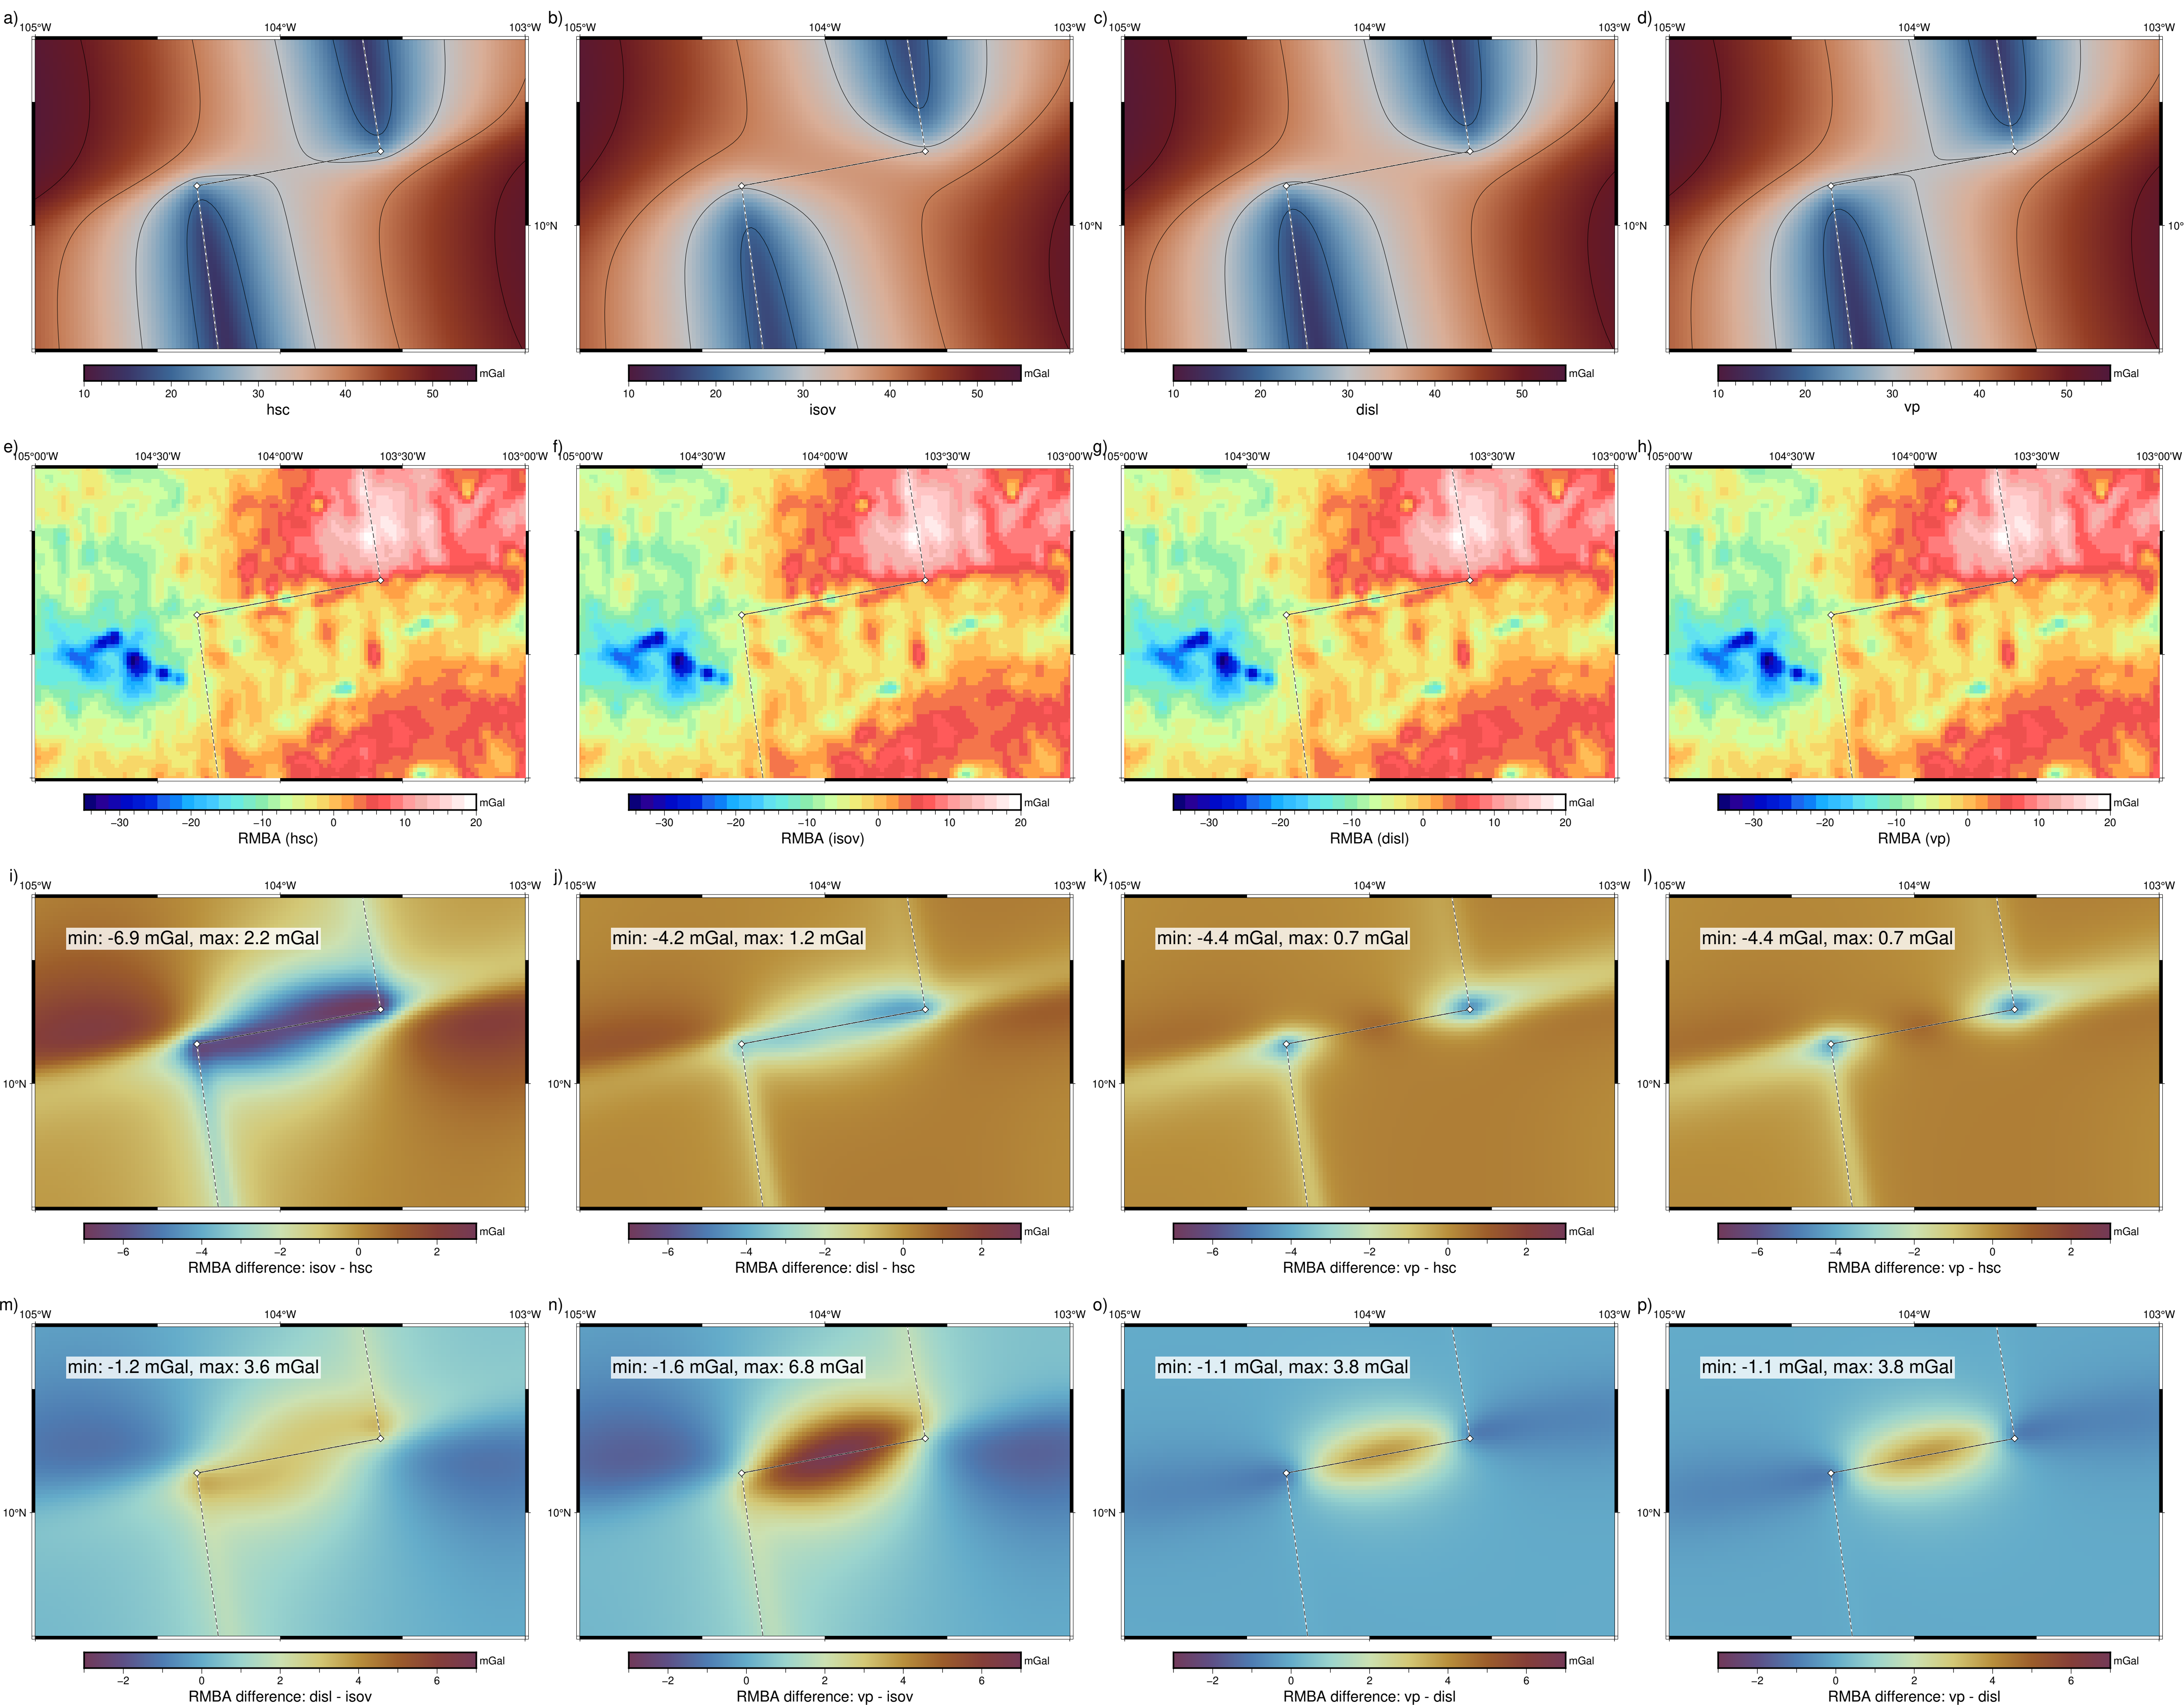 a) b) c) d)
105°W 104°W 103°W 105°W 104°W 103°W 105°W 104°W 103°W 105°W 104°W 103°W
10°N 10°N 10°N 10°
10 20 30 40 50 mGal 10 20 30 40 50 mGal 10 20 30 40 50 mGal 10 20 30 40 50 mGal
hsc isov disl vp
e) f) g) h)
105°00'W 104°30'W 104°00'W 103°30'W 103°00'W 105°00'W 104°30'W 104°00'W 103°30'W 103°00'W 105°00'W 104°30'W 104°00'W 103°30'W 103°00'W 105°00'W 104°30'W 104°00'W 103°30'W 103°00'W
−30 −20 −10 0 10 20 mGal −30 −20 −10 0 10 20 mGal −30 −20 −10 0 10 20 mGal −30 −20 −10 0 10 20 mGal
RMBA (hsc) RMBA (isov) RMBA (disl) RMBA (vp)
i) j) k) l)
105°W 104°W 103°W 105°W 104°W 103°W 105°W 104°W 103°W 105°W 104°W 103°W
min: -6.9 mGal, max: 2.2 mGal min: -4.2 mGal, max: 1.2 mGal min: -4.4 mGal, max: 0.7 mGal min: -4.4 mGal, max: 0.7 mGal
10°N 10°N 10°N 10°N
−6 −4 −2 0 2 mGal −6 −4 −2 0 2 mGal −6 −4 −2 0 2 mGal −6 −4 −2 0 2 mGal
RMBA difference: isov - hsc RMBA difference: disl - hsc RMBA difference: vp - hsc RMBA difference: vp - hsc
m) n) o) p)
105°W 104°W 103°W 105°W 104°W 103°W 105°W 104°W 103°W 105°W 104°W 103°W
min: -1.2 mGal, max: 3.6 mGal min: -1.6 mGal, max: 6.8 mGal min: -1.1 mGal, max: 3.8 mGal min: -1.1 mGal, max: 3.8 mGal
10°N 10°N 10°N 10°N
−2 0 2 4 6 mGal −2 0 2 4 6 mGal −2 0 2 4 6 mGal −2 0 2 4 6 mGal
RMBA difference: disl - isov RMBA difference: vp - isov RMBA difference: vp - disl RMBA difference: vp - disl